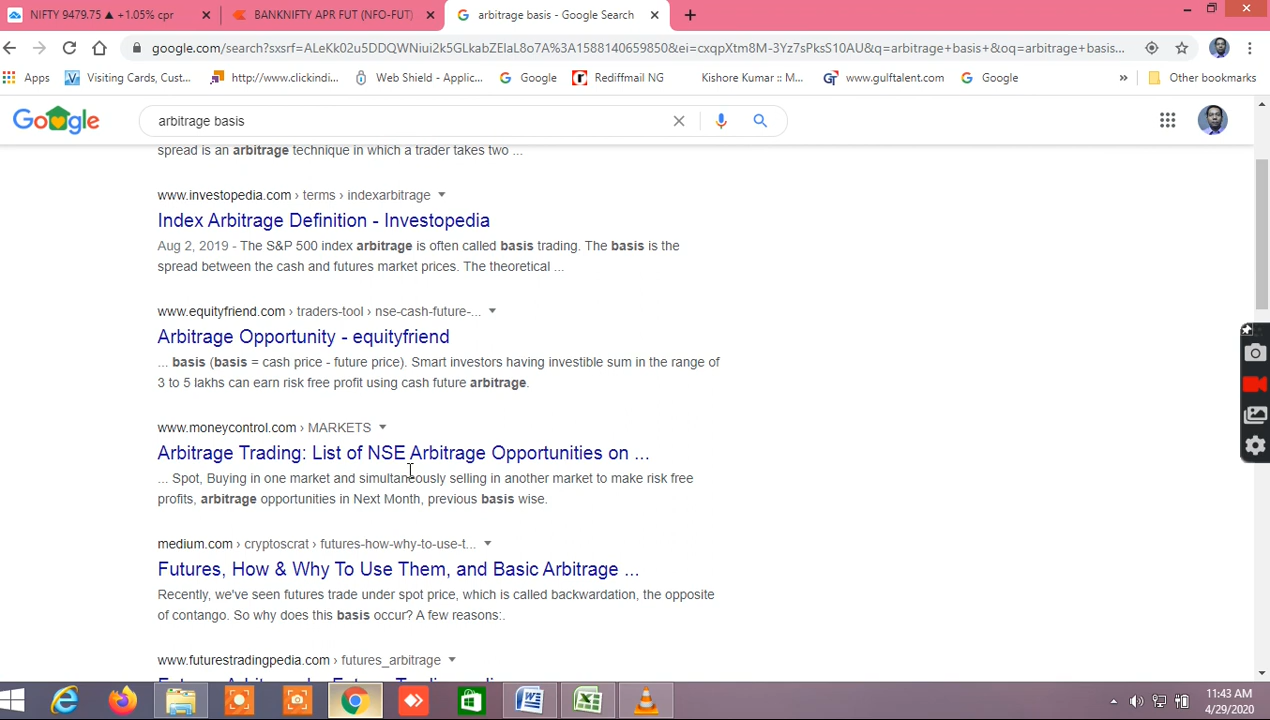 NIFTY 9479.75 ▲ +1.05% cpr
BANKNIFTY APR FUT (NFO-FUT)
arbitrage basis - Google Search
google.com/search?sxsrf=ALeKk02u5DDQWNiui2k5GLkabZEIaL8o7A%3A1588140659850&ei=cxqpXtm8M-3Yz7sPksS10AU&q=arbitrage+basis+&oq=arbitrage+basis...
Apps
Visiting Cards, Cust...
http://www.clickindi...
Web Shield - Applic...
Google
Rediffmail NG
Kishore Kumar :: M...
www.gulftalent.com
Google
»
Other bookmarks
Google
arbitrage basis
spread is an arbitrage technique in which a trader takes two ...
www.investopedia.com › terms › indexarbitrage
Index Arbitrage Definition - Investopedia
Aug 2, 2019 - The S&P 500 index arbitrage is often called basis trading. The basis is the
spread between the cash and futures market prices. The theoretical ...
www.equityfriend.com › traders-tool › nse-cash-future-...
Arbitrage Opportunity - equityfriend
... basis (basis = cash price - future price). Smart investors having investible sum in the range of
3 to 5 lakhs can earn risk free profit using cash future arbitrage.
www.moneycontrol.com › MARKETS
Arbitrage Trading: List of NSE Arbitrage Opportunities on ...
... Spot, Buying in one market and simultaneously selling in another market to make risk free
profits, arbitrage opportunities in Next Month, previous basis wise.
medium.com › cryptoscrat › futures-how-why-to-use-t...
Futures, How & Why To Use Them, and Basic Arbitrage ...
Recently, we've seen futures trade under spot price, which is called backwardation, the opposite
of contango. So why does this basis occur? A few reasons:.
www.futurestradingpedia.com › futures_arbitrage
11:43 AM
4/29/2020